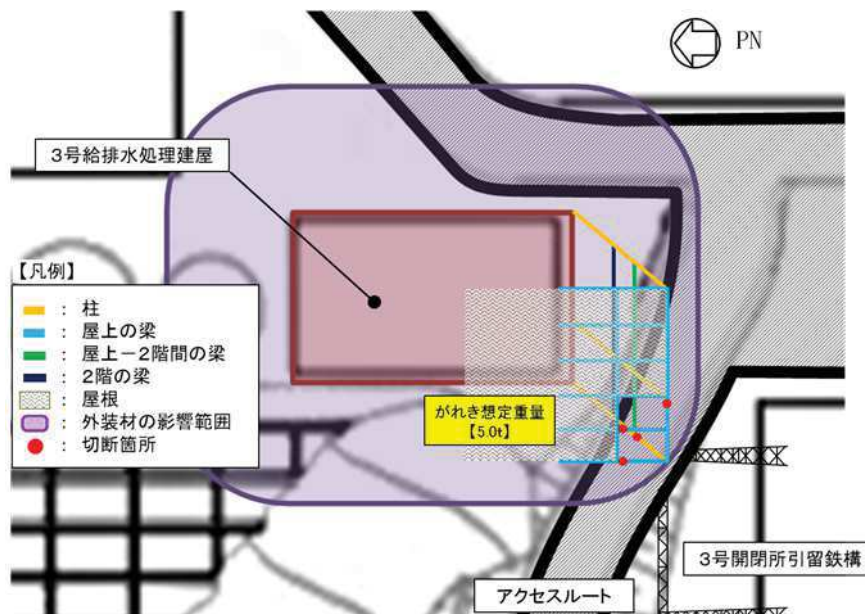 PN
3号給排水処理建屋
【凡例】
: 柱
: 屋上の梁
: 屋上－2階間の梁
: 2階の梁
: 屋根
: 外装材の影響範囲
: 切断箇所
がれき想定重量
【5.0t】
3号開閉所引留鉄構
アクセスルート